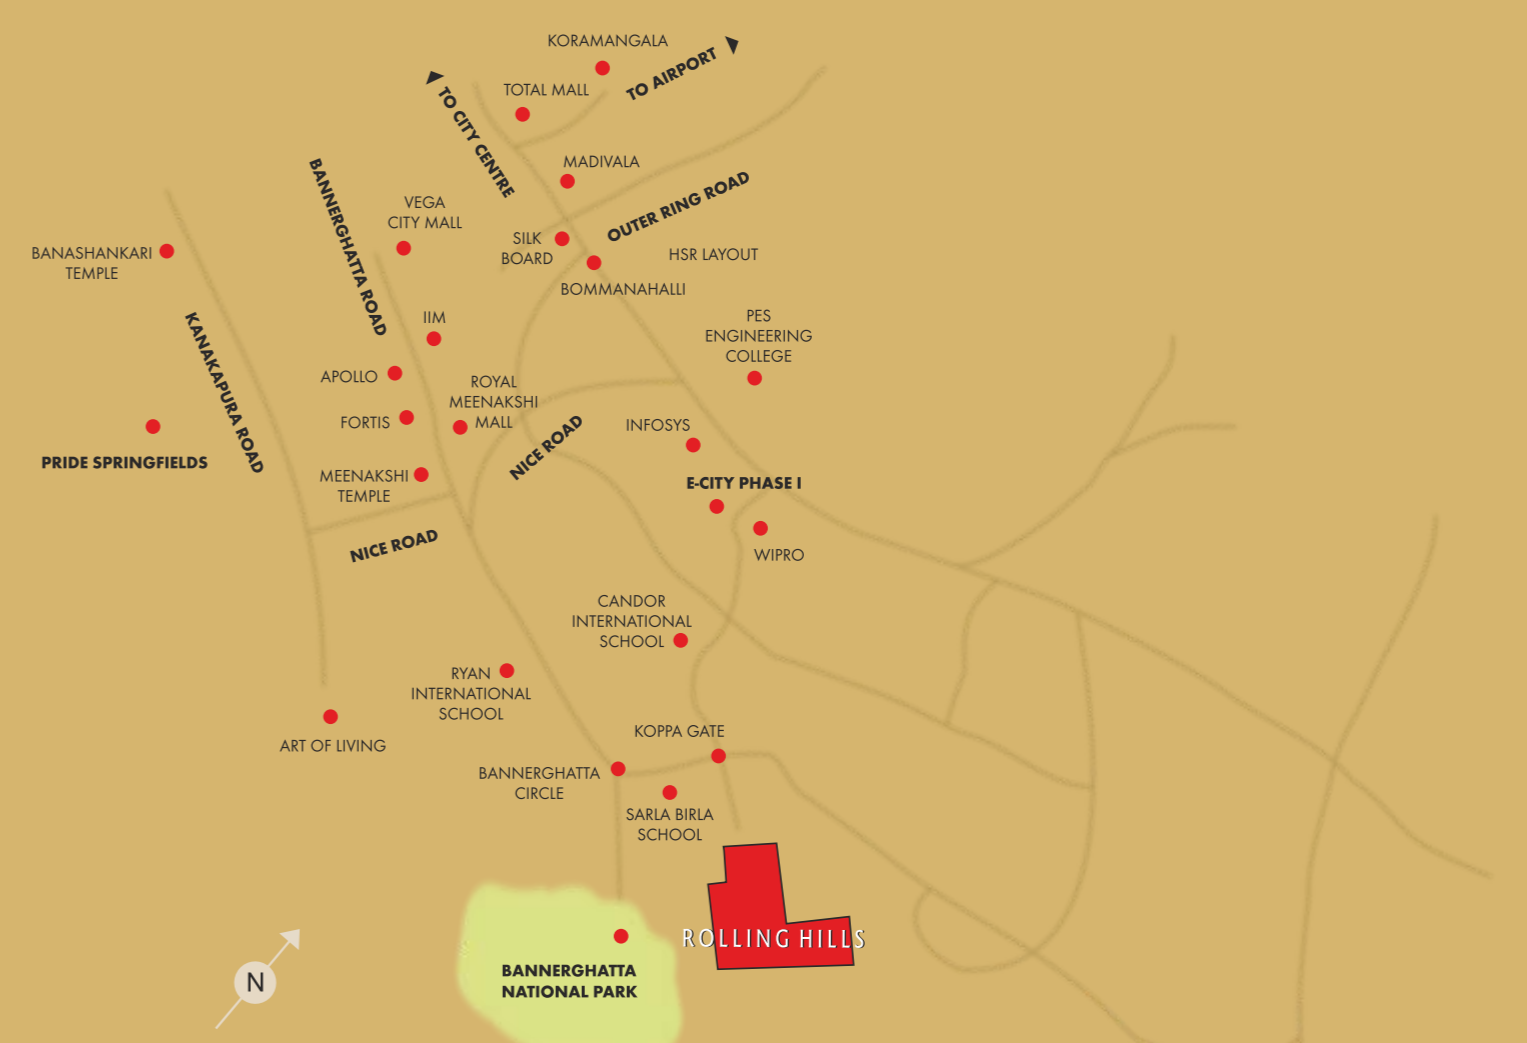 KORAMANGALA
TO AIRPORT
TOTAL MALL
TO CITY CENTRE
MADIVALA
BANNERGHATTA ROAD
OUTER RING ROAD
VEGA
CITY MALL
SILK
BOARD
HSR LAYOUT
BANASHANKARI
TEMPLE
BOMMANAHALLI
KANAKAPURA ROAD
IIM
PES
ENGINEERING
COLLEGE
APOLLO
ROYAL
MEENAKSHI
MALL
FORTIS
NICE ROAD
INFOSYS
PRIDE SPRINGFIELDS
MEENAKSHI
TEMPLE
E-CITY PHASE I
NICE ROAD
WIPRO
CANDOR
INTERNATIONAL
SCHOOL
RYAN
INTERNATIONAL
SCHOOL
ART OF LIVING
KOPPA GATE
BANNERGHATTA
CIRCLE
SARLA BIRLA
SCHOOL
ROLLING HILLS
BANNERGHATTA
NATIONAL PARK
N